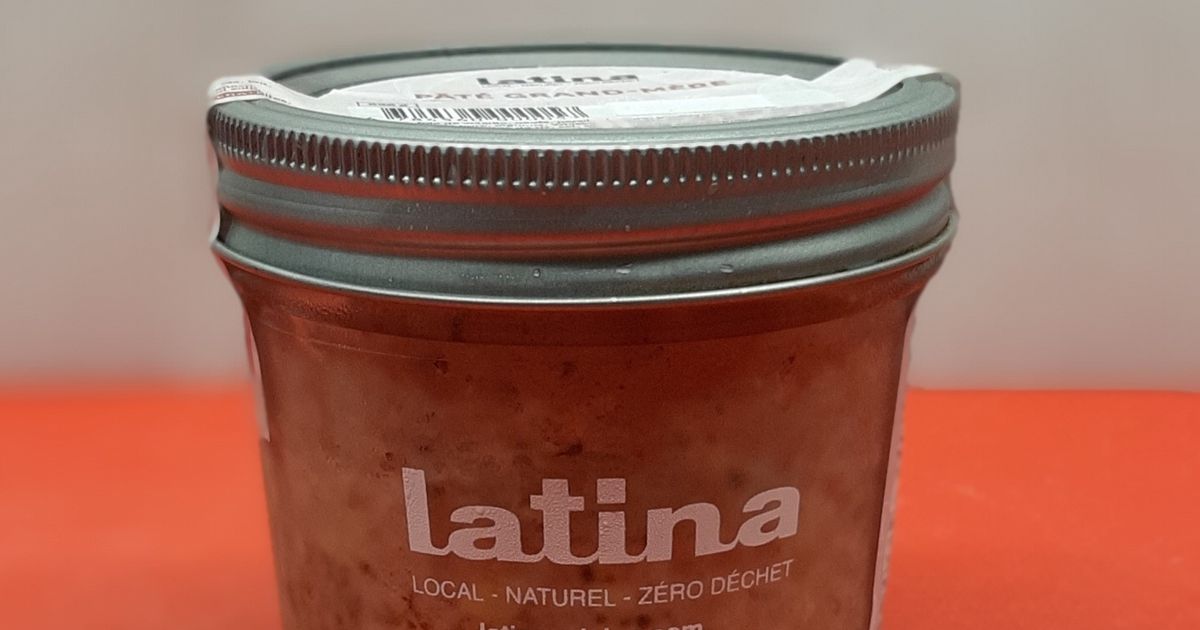 latina
PÂTÉ GRAND-MÈRE
latina
LOCAL - NATUREL - ZÉRO DÉCHET